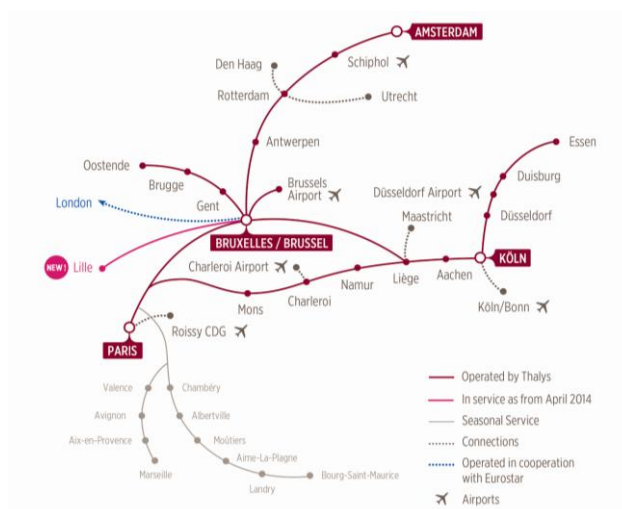 AMSTERDAM
Schiphol
Den Haag
Rotterdam
Utrecht
Antwerpen
Essen
Oostende
Brugge
Gent
Brussels
Airport
Duisburg
Düsseldorf Airport
Düsseldorf
London
Maastricht
BRUXELLES / BRUSSEL
NEW!
Lille
Charleroi Airport
Liège
Aachen
KÖLN
Namur
Charleroi
Mons
Köln/Bonn
Roissy CDG
PARIS
Valence
Chambéry
Avignon
Albertville
Aix-en-Provence
Moûtiers
Aime-La-Plagne
Marseille
Landry
Bourg-Saint-Maurice
Operated by Thalys
In service as from April 2014
Seasonal Service
Connections
Operated in cooperation
with Eurostar
Airports